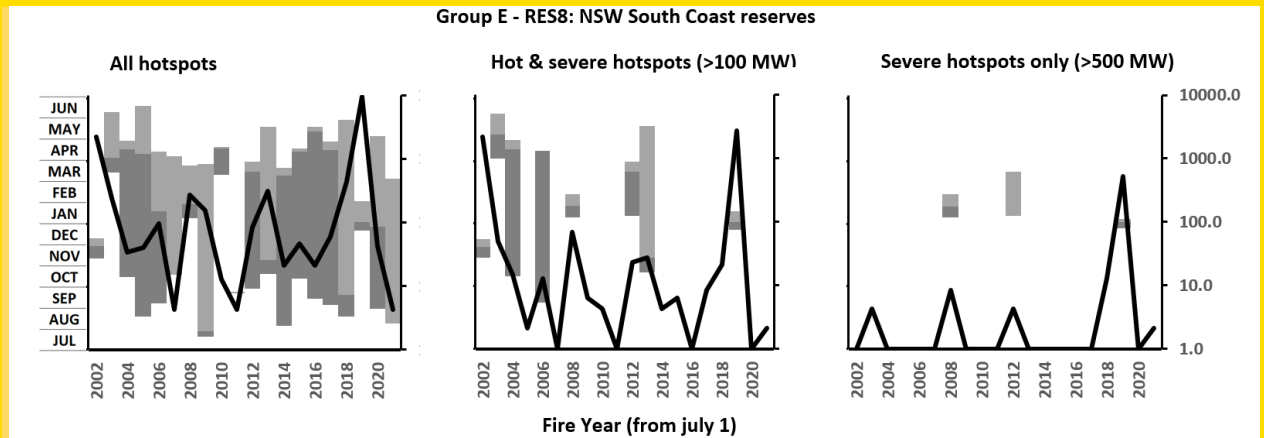 Group E - RES8: NSW South Coast reserves
All hotspots
Hot & severe hotspots (>100 MW)
Severe hotspots only (>500 MW)
JUN
MAY
APR
MAR
FEB
JAN
DEC
NOV
OCT
SEP
AUG
JUL
10000.0
1000.0
100.0
10.0
1.0
2002 2004 2006 2008 2010 2012 2014 2016 2018 2020
2002 2004 2006 2008 2010 2012 2014 2016 2018 2020
2002 2004 2006 2008 2010 2012 2014 2016 2018 2020
Fire Year (from july 1)